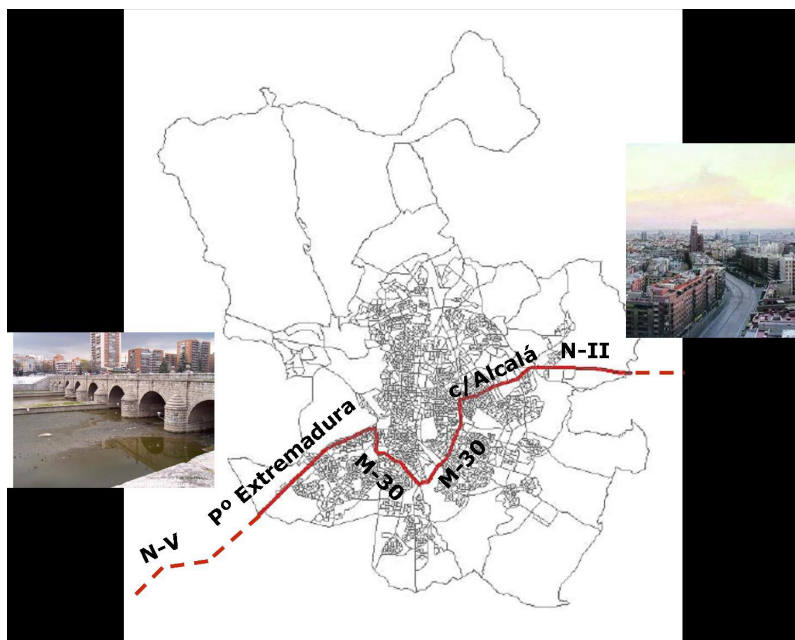 N-II
c/Alcalá
Pº Extremadura
M-30
M-30
N-V